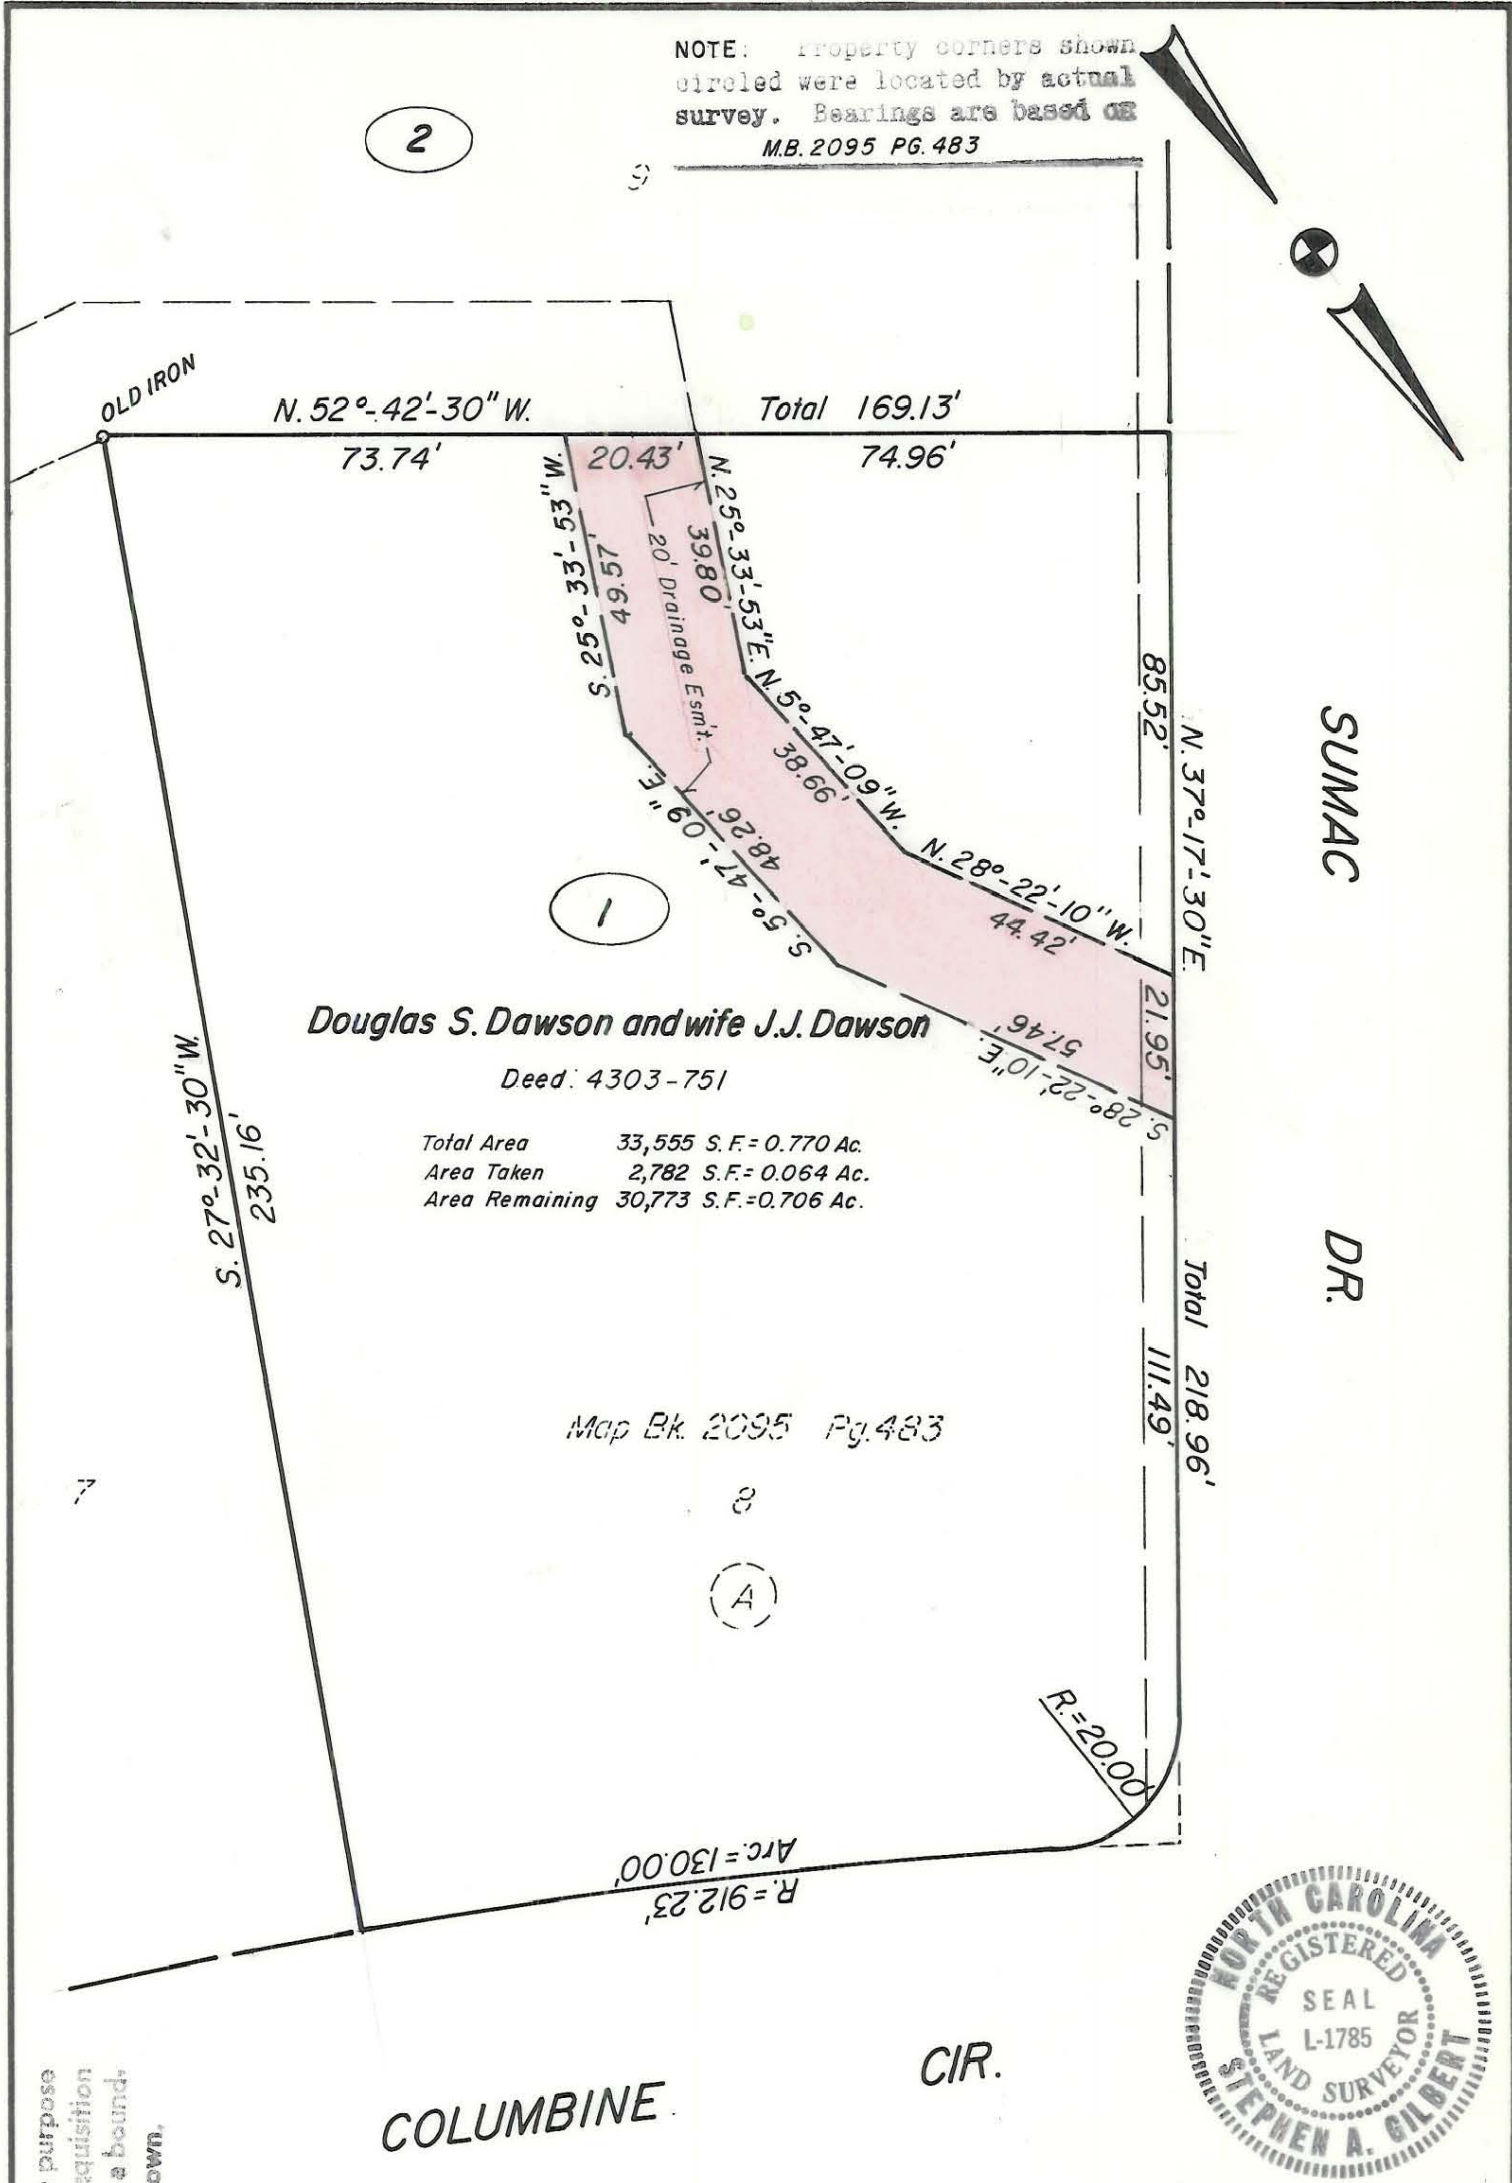 NOTE: Property corners shown
circled were located by actual
survey. Bearings are based on
M.B. 2095 PG. 483
2
9
OLD IRON
N. 52°-42'-30" W.
Total 169.13'
73.74'
20.43'
74.96'
S. 25°-33'-53" W.
49.57'
20' Drainage Esm't.
39.80'
N. 25°-33'-53" E.
N. 5°-47'-09" W.
38.66'
S. 5°-47'-09" E.
48.26'
N. 28°-22'-10" W.
44.42'
S. 28°-22'-10" E.
57.46'
85.52'
N. 37°-17'-30" E.
21.95'
Total 218.96'
111.49'
SUMAC DR.
1
Douglas S. Dawson and wife J.J. Dawson
Deed: 4303-751
Total Area 33,555 S.F. = 0.770 Ac.
Area Taken 2,782 S.F. = 0.064 Ac.
Area Remaining 30,773 S.F. = 0.706 Ac.
S. 27°-32'-30" W.
235.16'
Map Bk. 2095 Pg. 483
7
8
A
R.=20.00'
Arc.=130.00'
R.=912.23'
COLUMBINE CIR.
NORTH CAROLINA
REGISTERED
SEAL
L-1785
LAND SURVEYOR
STEPHEN A. GILBERT
purpose
quisition
bound,
own.